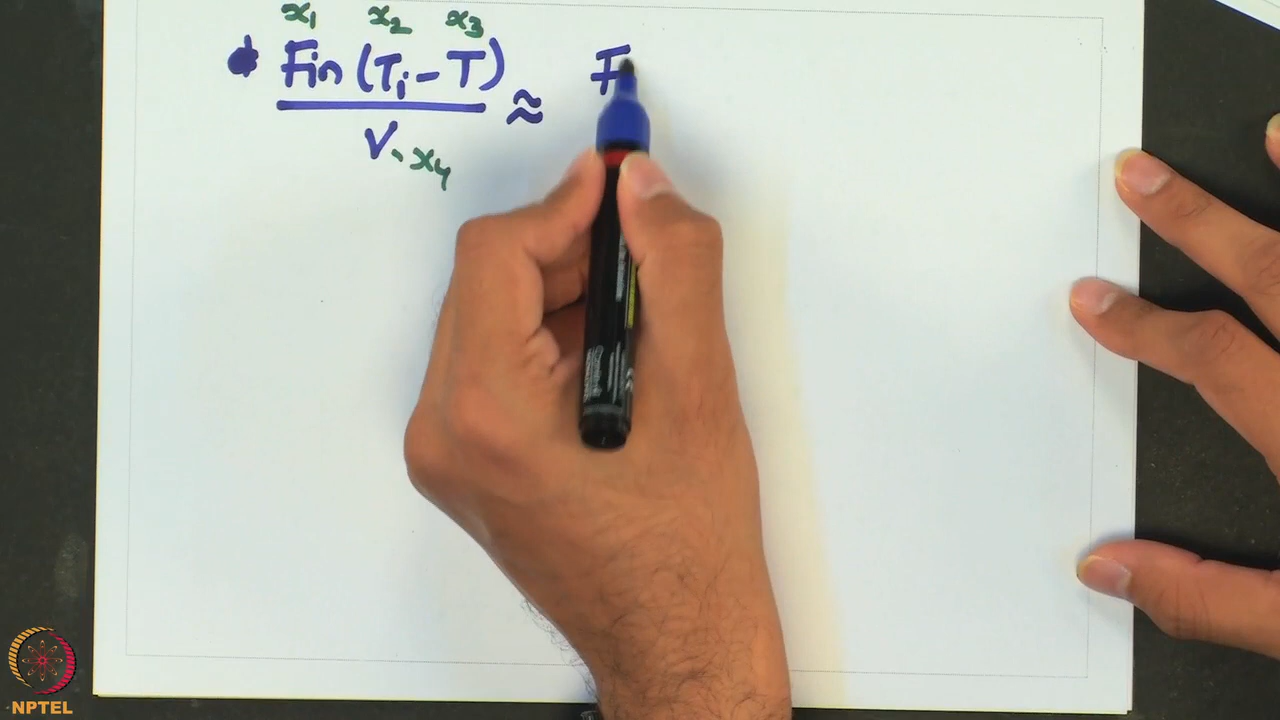 x1 x2 x3
Fin (Ti - T) ≈ F
V x4
NPTEL